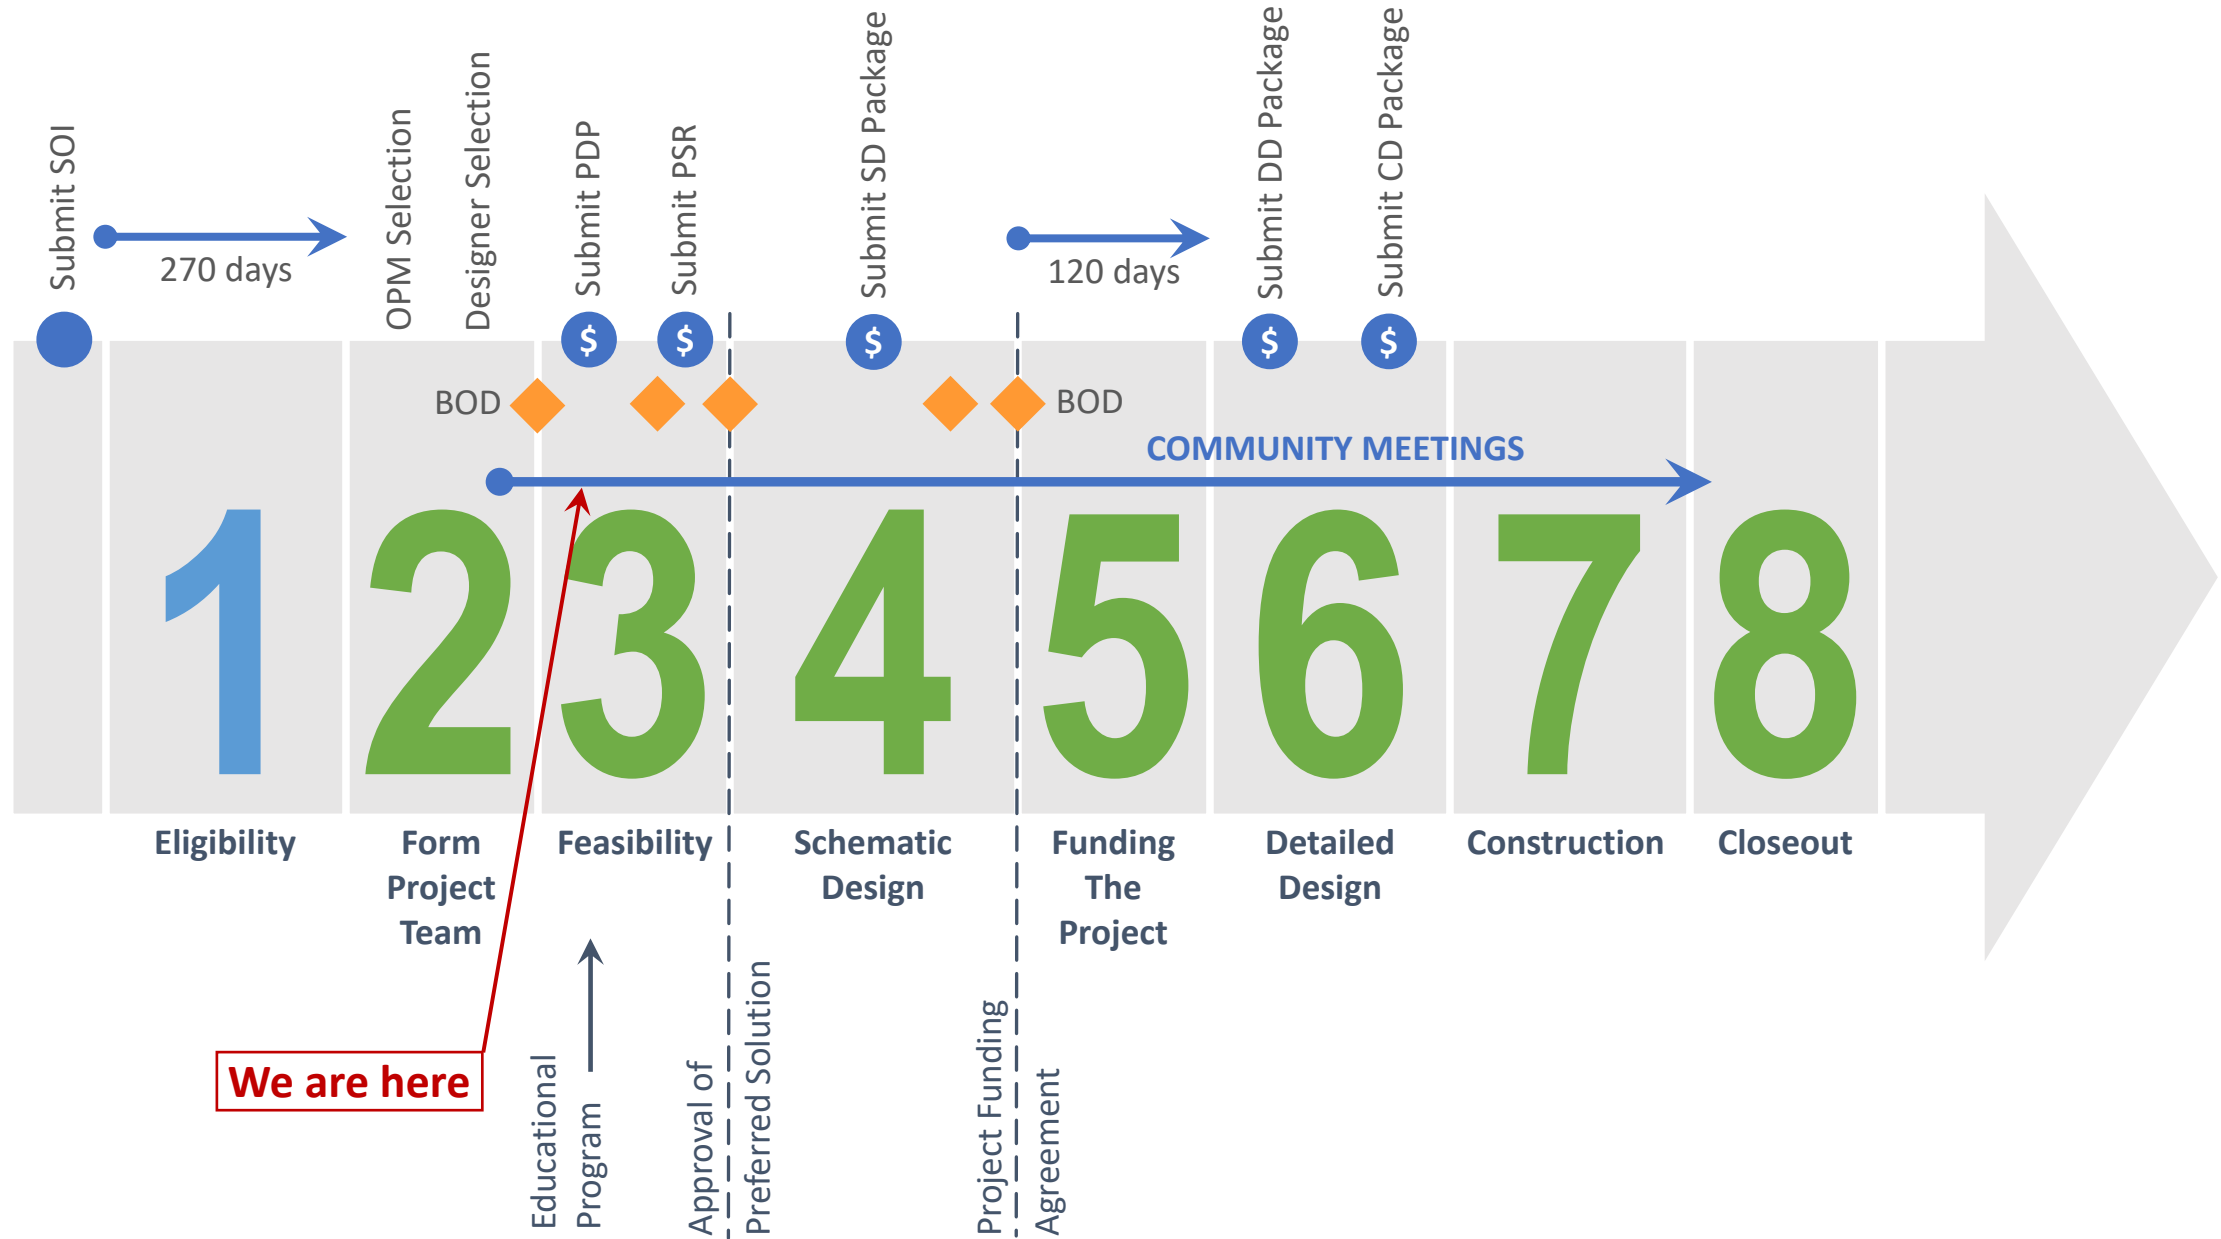 Submit SOI
270 days
OPM Selection
Designer Selection
Submit PDP
Submit PSR
Submit SD Package
120 days
Submit DD Package
Submit CD Package
$
$
$
$
$
BOD
BOD
COMMUNITY MEETINGS
1
2
3
4
5
6
7
8
Eligibility
Form
Project
Team
Feasibility
Schematic
Design
Funding
The
Project
Detailed
Design
Construction
Closeout
We are here
Educational
Program
Approval of
Preferred Solution
Project Funding
Agreement